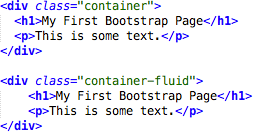 <div class="container">
  <h1>My First Bootstrap Page</h1>
  <p>This is some text.</p>
</div>

<div class="container-fluid">
    <h1>My First Bootstrap Page</h1>
    <p>This is some text.</p>
</div>